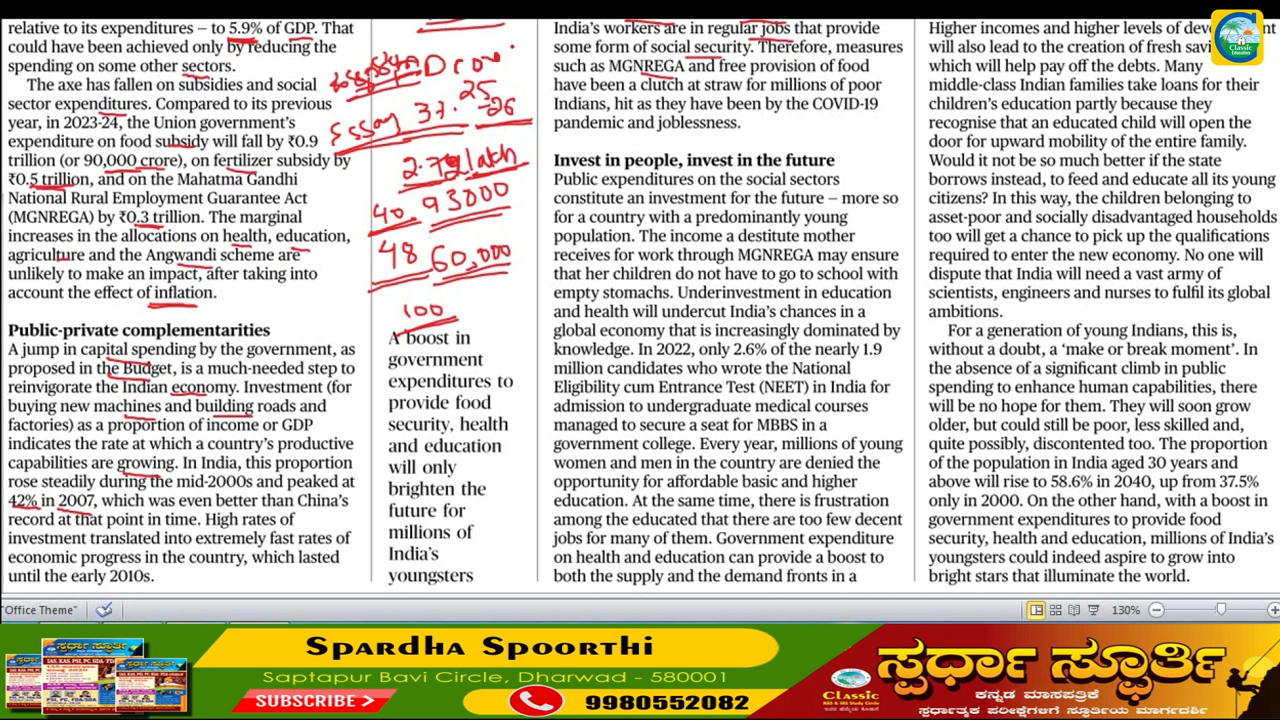 relative to its expenditures – to 5.9% of GDP. That
could have been achieved only by reducing the
spending on some other sectors.
The axe has fallen on subsidies and social
sector expenditures. Compared to its previous
year, in 2023-24, the Union government's
expenditure on food subsidy will fall by ₹0.9
trillion (or 90,000 crore), on fertilizer subsidy by
₹0.5 trillion, and on the Mahatma Gandhi
National Rural Employment Guarantee Act
(MGNREGA) by ₹0.3 trillion. The marginal
increases in the allocations on health, education,
agriculture and the Angwandi scheme are
unlikely to make an impact, after taking into
account the effect of inflation.
Public-private complementarities
A jump in capital spending by the government, as
proposed in the Budget, is a much-needed step to
reinvigorate the Indian economy. Investment (for
buying new machines and building roads and
factories) as a proportion of income or GDP
indicates the rate at which a country's productive
capabilities are growing. In India, this proportion
rose steadily during the mid-2000s and peaked at
42% in 2007, which was even better than China's
record at that point in time. High rates of
investment translated into extremely fast rates of
economic progress in the country, which lasted
until the early 2010s.
25
37. -26
lakh
40 93000
48 60,000
100
A boost in
government
expenditures to
provide food
security, health
and education
will only
brighten the
future for
millions of
India's
youngsters
India's workers are in regular jobs that provide
some form of social security. Therefore, measures
such as MGNREGA and free provision of food
have been a clutch at straw for millions of poor
Indians, hit as they have been by the COVID-19
pandemic and joblessness.
Invest in people, invest in the future
Public expenditures on the social sectors
constitute an investment for the future – more so
for a country with a predominantly young
population. The income a destitute mother
receives for work through MGNREGA may ensure
that her children do not have to go to school with
empty stomachs. Underinvestment in education
and health will undercut India's chances in a
global economy that is increasingly dominated by
knowledge. In 2022, only 2.6% of the nearly 1.9
million candidates who wrote the National
Eligibility cum Entrance Test (NEET) in India for
admission to undergraduate medical courses
managed to secure a seat for MBBS in a
government college. Every year, millions of young
women and men in the country are denied the
opportunity for affordable basic and higher
education. At the same time, there is frustration
among the educated that there are too few decent
jobs for many of them. Government expenditure
on health and education can provide a boost to
both the supply and the demand fronts in a
Higher incomes and higher levels of
will also lead to the creation of fresh
which will help pay off the debts. Many
middle-class Indian families take loans for their
children's education partly because they
recognise that an educated child will open the
door for upward mobility of the entire family.
Would it not be so much better if the state
borrows instead, to feed and educate all its young
citizens? In this way, the children belonging to
asset-poor and socially disadvantaged households
too will get a chance to pick up the qualifications
required to enter the new economy. No one will
dispute that India will need a vast army of
scientists, engineers and nurses to fulfil its global
ambitions.
For a generation of young Indians, this is,
without a doubt, a 'make or break moment'. In
the absence of a significant climb in public
spending to enhance human capabilities, there
will be no hope for them. They will soon grow
older, but could still be poor, less skilled and,
quite possibly, discontented too. The proportion
of the population in India aged 30 years and
above will rise to 58.6% in 2040, up from 37.5%
only in 2000. On the other hand, with a boost in
government expenditures to provide food
security, health and education, millions of India's
youngsters could indeed aspire to grow into
bright stars that illuminate the world.
Classic
Education
"Office Theme"
130%
Spardha Spoorthi
Saptapur Bavi Circle, Dharwad - 580001
SUBSCRIBE
9980552082
Classic
ಸ್ಪರ್ಧಾ ಸ್ಫೂರ್ತಿ
ಕನ್ನಡ ಮಾಸಪತ್ರಿಕೆ
ಸ್ಪರ್ಧಾತ್ಮಕ ಪರೀಕ್ಷೆಗಳಿಗೆ ಸ್ಫೂರ್ತಿಯ ಮಾರ್ಗದರ್ಶಿ